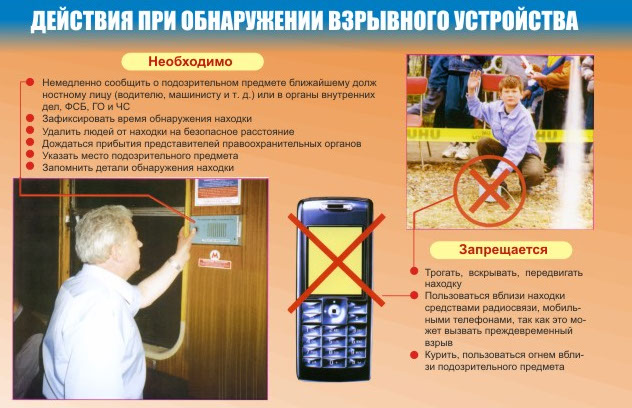 ДЕЙСТВИЯ ПРИ ОБНАРУЖЕНИИ ВЗРЫВНОГО УСТРОЙСТВА
Необходимо
Немедленно сообщить о подозрительном предмете ближайшему долж
ностному лицу (водителю, машинисту и т. д.) или в органы внутренних
дел, ФСБ, ГО и ЧС
Зафиксировать время обнаружения находки
Удалить людей от находки на безопасное расстояние
Дождаться прибытия представителей правоохранительных органов
Указать место подозрительного предмета
Запомнить детали обнаружения находки
UHU
М
Запрещается
Трогать, вскрывать, передвигать
находку
Пользоваться вблизи находки
средствами радиосвязи, мобиль-
ными телефонами, так как это мо-
жет вызвать преждевременный
взрыв
Курить, пользоваться огнем вбли-
зи подозрительного предмета